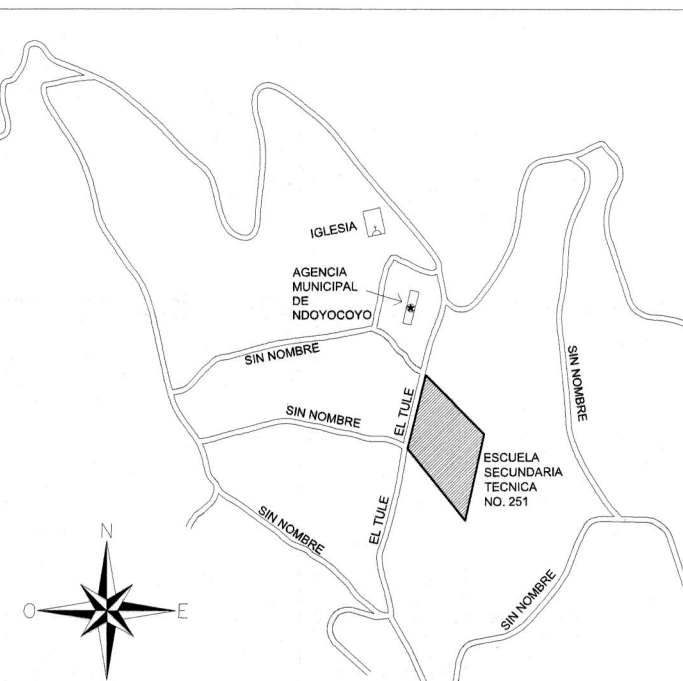 IGLESIA
AGENCIA
MUNICIPAL
DE
NDOYOCOYO
SIN NOMBRE
SIN NOMBRE
EL TULE
SIN NOMBRE
ESCUELA
SECUNDARIA
TECNICA
NO. 251
EL TULE
SIN NOMBRE
SIN NOMBRE
N
O
E